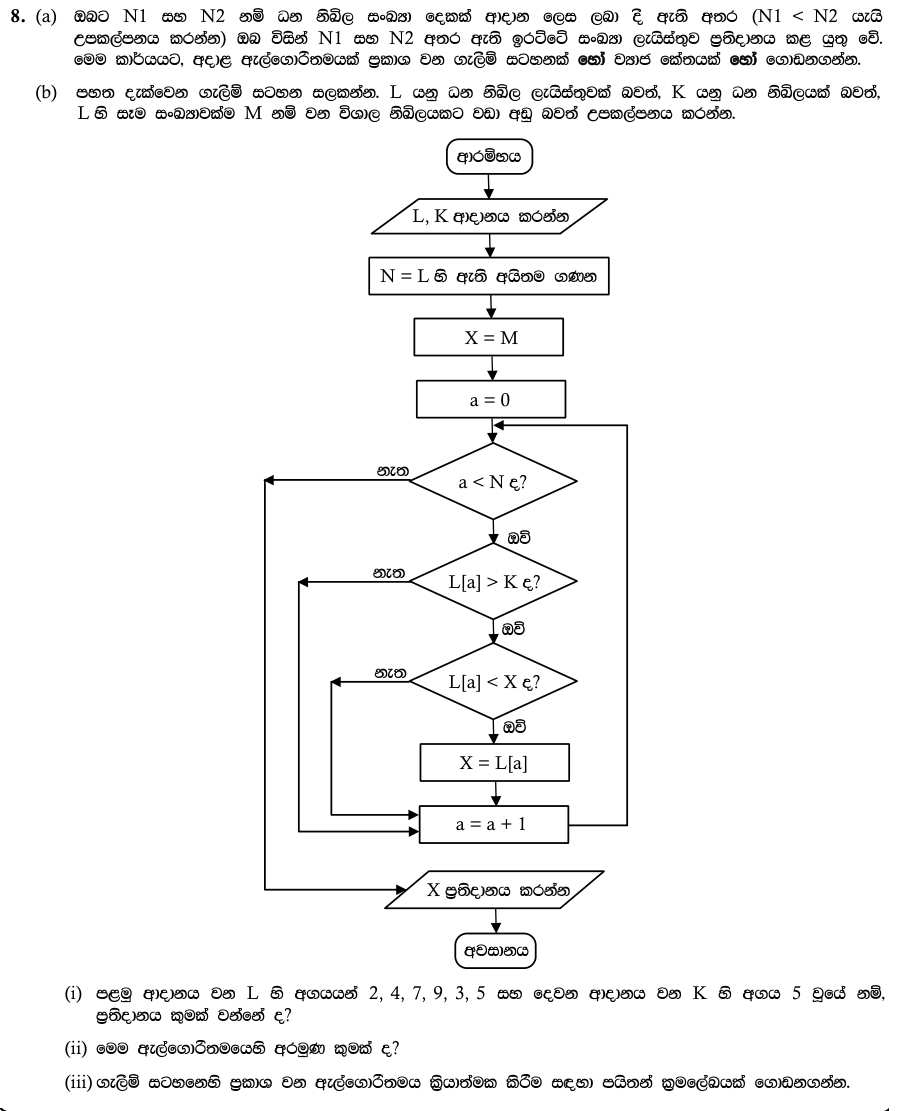 8. (a) ඔබට N1 සහ N2 නම් ධන නිඛිල සංඛ්‍යා දෙකක් ආදාන ලෙස ලබා දී ඇති අතර (N1 < N2 යැයි
උපකල්පනය කරන්න) ඔබ විසින් N1 සහ N2 අතර ඇති ඉරට්ටේ සංඛ්‍යා ලැයිස්තුව ප්‍රතිදානය කළ යුතු වේ.
මෙම කාර්යයට, අදාළ ඇල්ගොරිතමයක් ප්‍රකාශ වන ගැලීම් සටහනක් හෝ ව්‍යාජ කේතයක් හෝ ගොඩනගන්න.
(b) පහත දැක්වෙන ගැලීම් සටහන සලකන්න. L යනු ධන නිඛිල ලැයිස්තුවක් බවත්, K යනු ධන නිඛිලයක් බවත්,
L හි සෑම සංඛ්‍යාවක්ම M නම් වන විශාල නිඛිලයකට වඩා අඩු බවත් උපකල්පනය කරන්න.
ආරම්භය
L, K ආදානය කරන්න
N = L හි ඇති අයිතම ගණන
X = M
a = 0
නැත
a < N ද?
ඔව්
නැත
L[a] > K ද?
ඔව්
නැත
L[a] < X ද?
ඔව්
X = L[a]
a = a + 1
X ප්‍රතිදානය කරන්න
අවසානය
(i) පළමු ආදානය වන L හි අගයයන් 2, 4, 7, 9, 3, 5 සහ දෙවන ආදානය වන K හි අගය 5 වූයේ නම්,
ප්‍රතිදානය කුමක් වන්නේ ද?
(ii) මෙම ඇල්ගොරිතමයෙහි අරමුණ කුමක් ද?
(iii) ගැලීම් සටහනෙහි ප්‍රකාශ වන ඇල්ගොරිතමය ක්‍රියාත්මක කිරීම සඳහා පයිතන් ක්‍රමලේඛයක් ගොඩනගන්න.